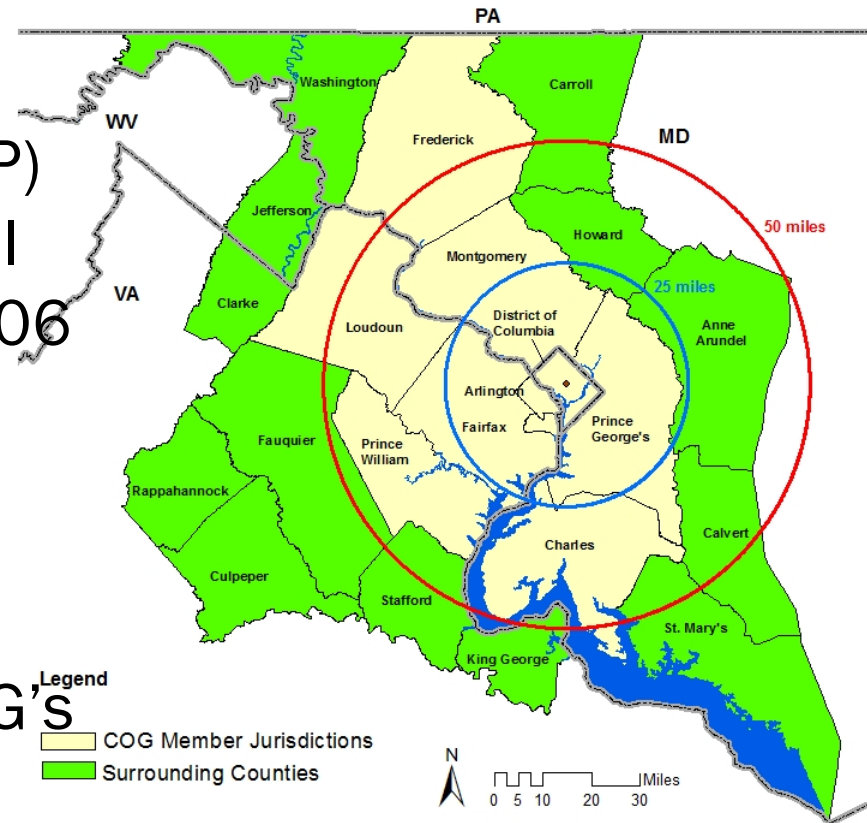 PA
Washington
Carroll
WV
Frederick
MD
P)
Jefferson
50 miles
l
Howard
Montgomery
25 miles
VA
Clarke
06
District of
Columbia
Loudoun
Anne
Arundel
Arlington
Fairfax
Prince
George's
Fauquier
Prince
William
Rappahannock
Calvert
Charles
Culpeper
Stafford
St. Mary's
King George
Legend
G's
COG Member Jurisdictions
Surrounding Counties
N
Miles
0 5 10 20 30